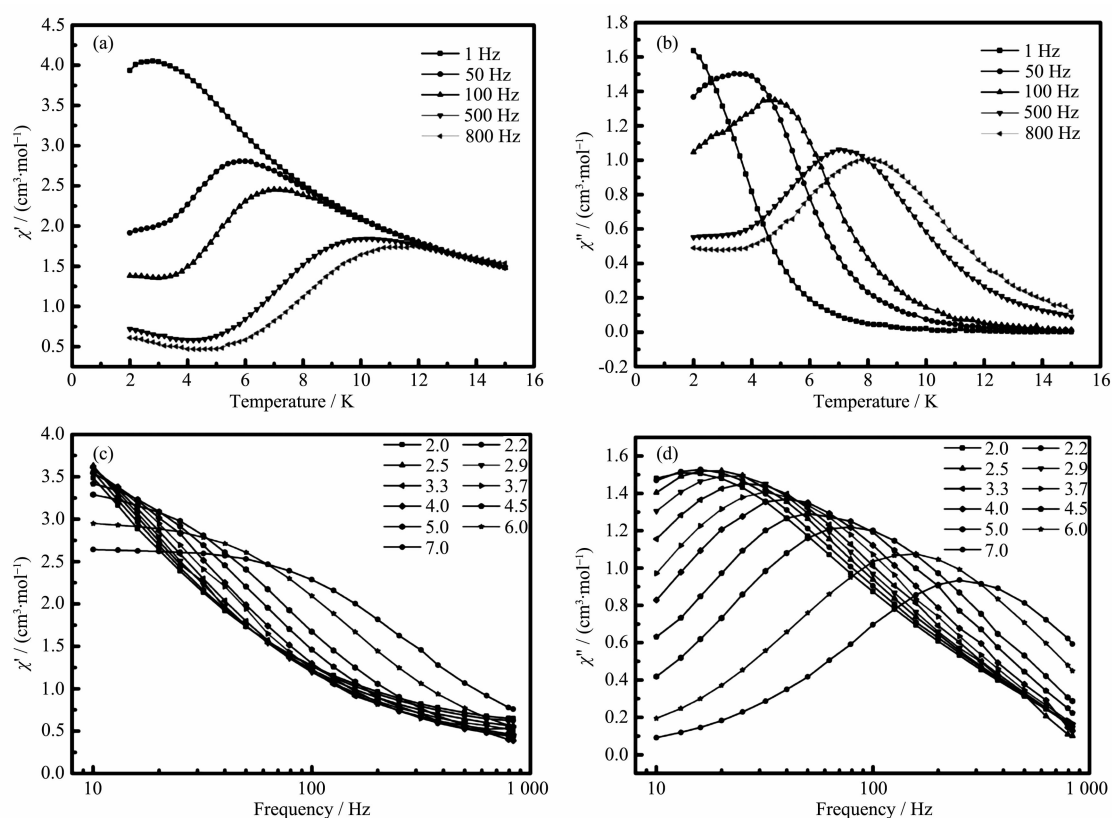 (a)
1 Hz
50 Hz
100 Hz
500 Hz
800 Hz
4.5
4.0
3.5
3.0
2.5
2.0
1.5
1.0
0.5
χ′ / (cm³·mol⁻¹)
0 2 4 6 8 10 12 14 16
Temperature / K
(b)
1 Hz
50 Hz
100 Hz
500 Hz
800 Hz
1.8
1.6
1.4
1.2
1.0
0.8
0.6
0.4
0.2
0.0
-0.2
χ″ / (cm³·mol⁻¹)
0 2 4 6 8 10 12 14 16
Temperature / K
(c)
2.0 2.2
2.5 2.9
3.3 3.7
4.0 4.5
5.0 6.0
7.0
4.0
3.5
3.0
2.5
2.0
1.5
1.0
0.5
0.0
χ′ / (cm³·mol⁻¹)
10 100 1 000
Frequency / Hz
(d)
2.0 2.2
2.5 2.9
3.3 3.7
4.0 4.5
5.0 6.0
7.0
1.6
1.4
1.2
1.0
0.8
0.6
0.4
0.2
0.0
χ″ / (cm³·mol⁻¹)
10 100 1 000
Frequency / Hz